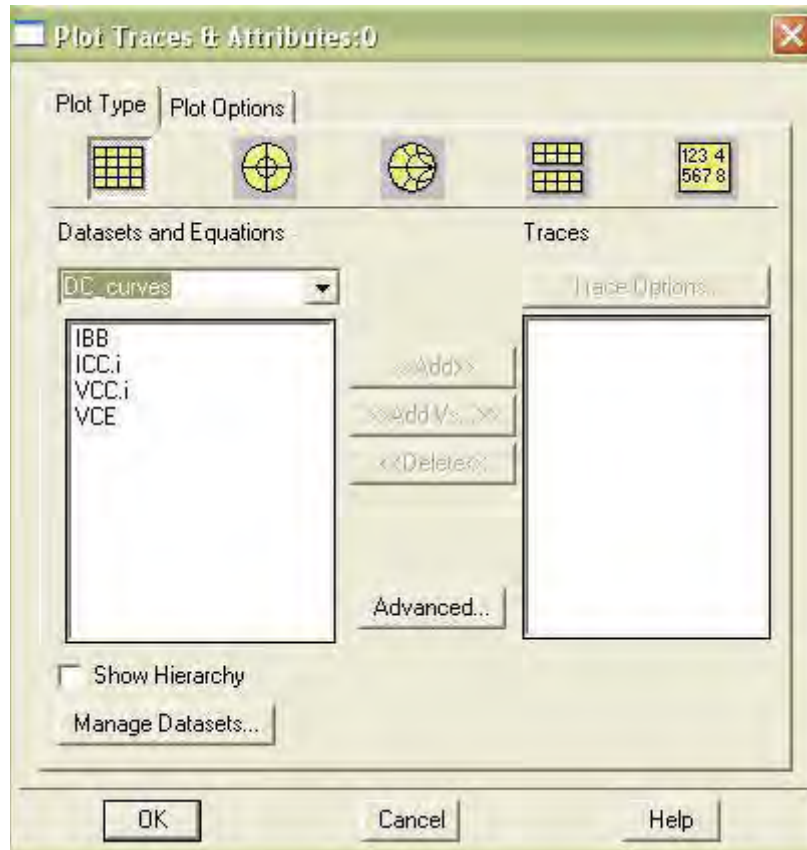 Plot Traces & Attributes:0
Plot Type Plot Options
123 4
567 8
Datasets and Equations
Traces
DC_curves
Trace Options...
IBB
ICC.i
VCC.i
VCE
>>Add>>
>>Add Vs...>>
<<Delete<<
Advanced...
Show Hierarchy
Manage Datasets...
OK Cancel Help